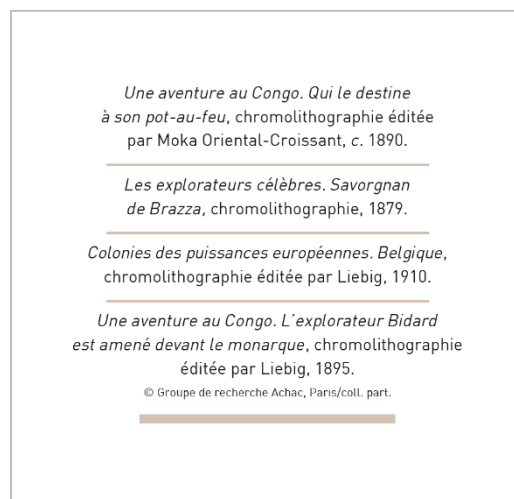 Une aventure au Congo. Qui le destine
à son pot-au-feu, chromolithographie éditée
par Moka Oriental-Croissant, c. 1890.
Les explorateurs célèbres. Savorgnan
de Brazza, chromolithographie, 1879.
Colonies des puissances européennes. Belgique,
chromolithographie éditée par Liebig, 1910.
Une aventure au Congo. L'explorateur Bidard
est amené devant le monarque, chromolithographie
éditée par Liebig, 1895.
© Groupe de recherche Achac, Paris/coll. part.